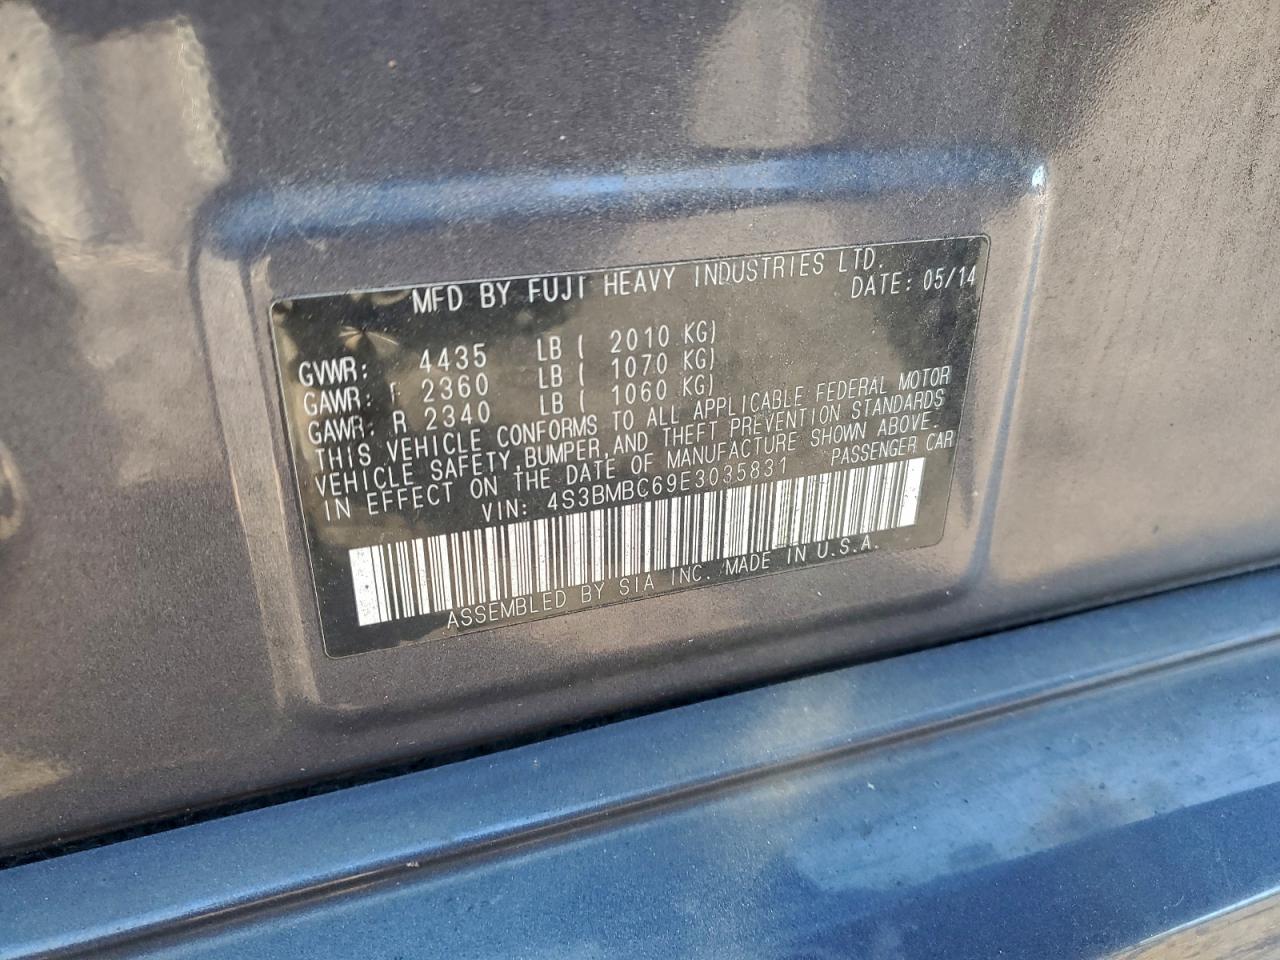 MFD BY FUJI HEAVY INDUSTRIES LTD.
DATE: 05/14
GVWR: 4435 LB ( 2010 KG)
GAWR: F 2360 LB ( 1070 KG)
GAWR: R 2340 LB ( 1060 KG)
THIS VEHICLE CONFORMS TO ALL APPLICABLE FEDERAL MOTOR
VEHICLE SAFETY,BUMPER,AND THEFT PREVENTION STANDARDS
IN EFFECT ON THE DATE OF MANUFACTURE SHOWN ABOVE.
VIN: 4S3BMBC69E3035831 PASSENGER CAR
ASSEMBLED BY SIA INC. MADE IN U.S.A.